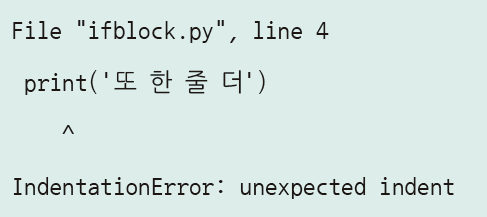 File "ifblock.py", line 4
 print('또 한 줄 더')
    ^
IndentationError: unexpected indent